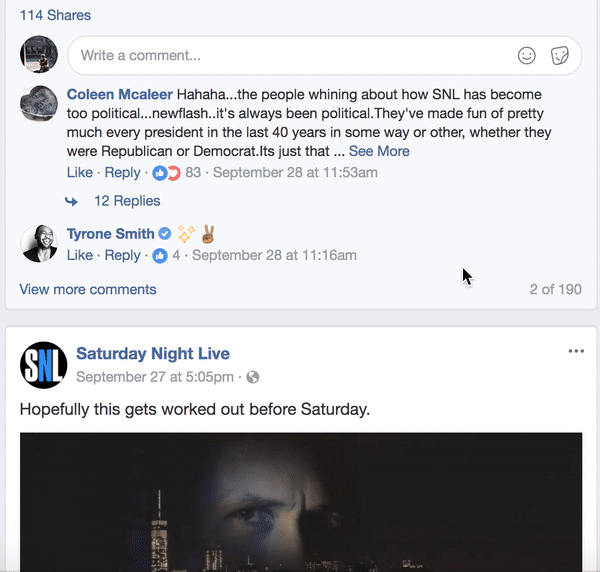 114 Shares
Write a comment...
Coleen Mcaleer Hahaha...the people whining about how SNL has become
too political...newflash..it's always been political.They've made fun of pretty
much every president in the last 40 years in some way or other, whether they
were Republican or Democrat.Its just that ... See More
Like · Reply · 83 · September 28 at 11:53am
12 Replies
Tyrone Smith ✨✌🏾
Like · Reply · 4 · September 28 at 11:16am
View more comments 2 of 190
SNL
Saturday Night Live
September 27 at 5:05pm ·
Hopefully this gets worked out before Saturday.